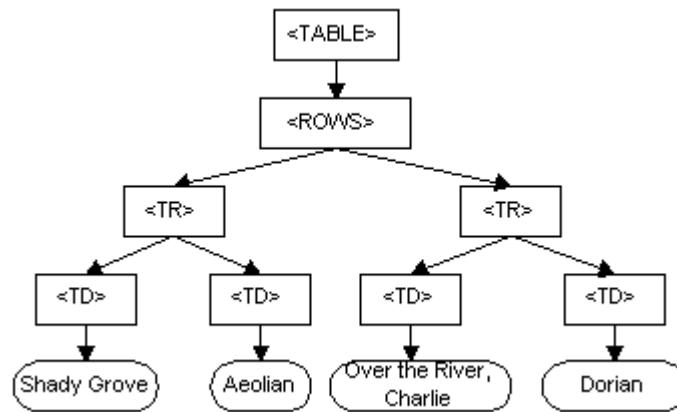 <TABLE>
<ROWS>
<TR>
<TR>
<TD>
<TD>
<TD>
<TD>
Shady Grove
Aeolian
Over the River,
Charlie
Dorian